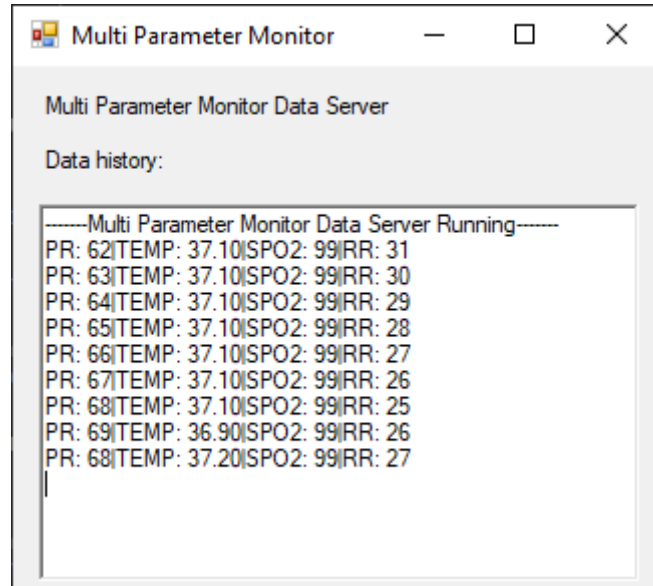 Multi Parameter Monitor
Multi Parameter Monitor Data Server
Data history:
-------Multi Parameter Monitor Data Server Running-------
PR: 62|TEMP: 37.10|SPO2: 99|RR: 31
PR: 63|TEMP: 37.10|SPO2: 99|RR: 30
PR: 64|TEMP: 37.10|SPO2: 99|RR: 29
PR: 65|TEMP: 37.10|SPO2: 99|RR: 28
PR: 66|TEMP: 37.10|SPO2: 99|RR: 27
PR: 67|TEMP: 37.10|SPO2: 99|RR: 26
PR: 68|TEMP: 37.10|SPO2: 99|RR: 25
PR: 69|TEMP: 36.90|SPO2: 99|RR: 26
PR: 68|TEMP: 37.20|SPO2: 99|RR: 27